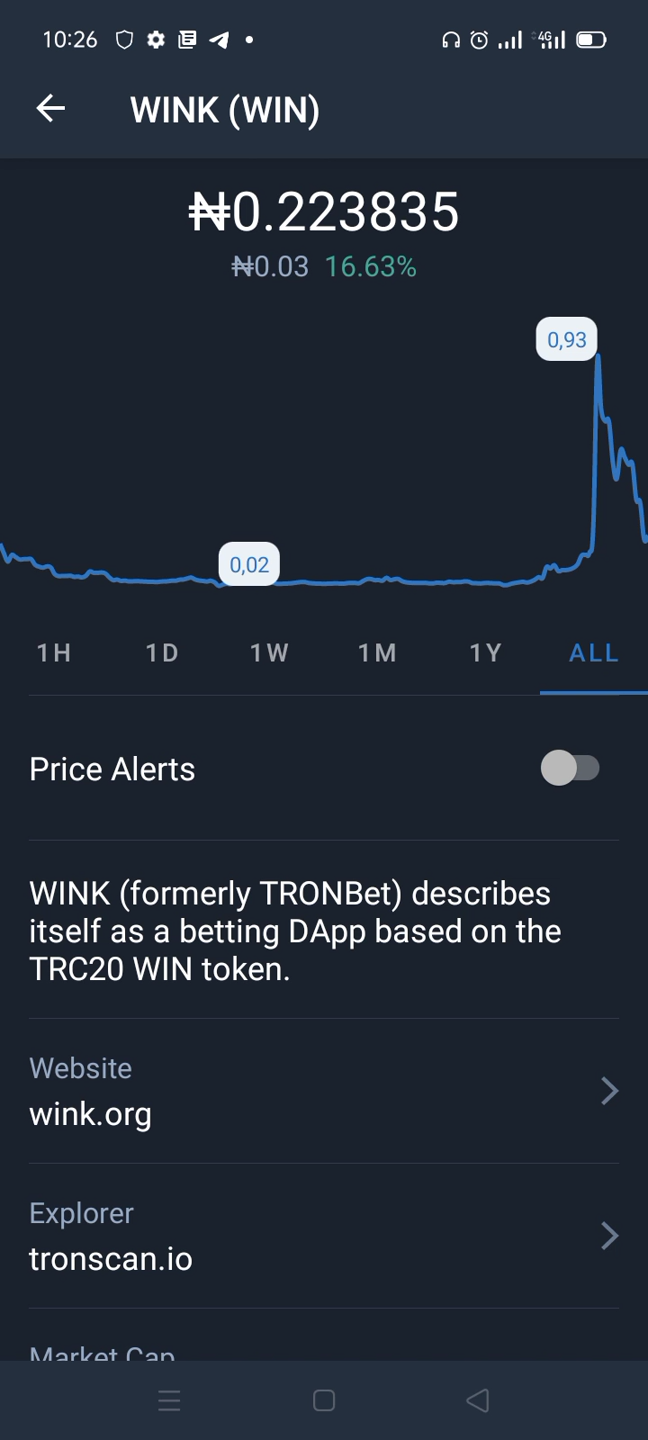 10:26
4G
WINK (WIN)
₦0.223835
₦0.03 16.63%
0,93
0,02
1H 1D 1W 1M 1Y ALL
Price Alerts
WINK (formerly TRONBet) describes
itself as a betting DApp based on the
TRC20 WIN token.
Website
wink.org
Explorer
tronscan.io
Market Cap